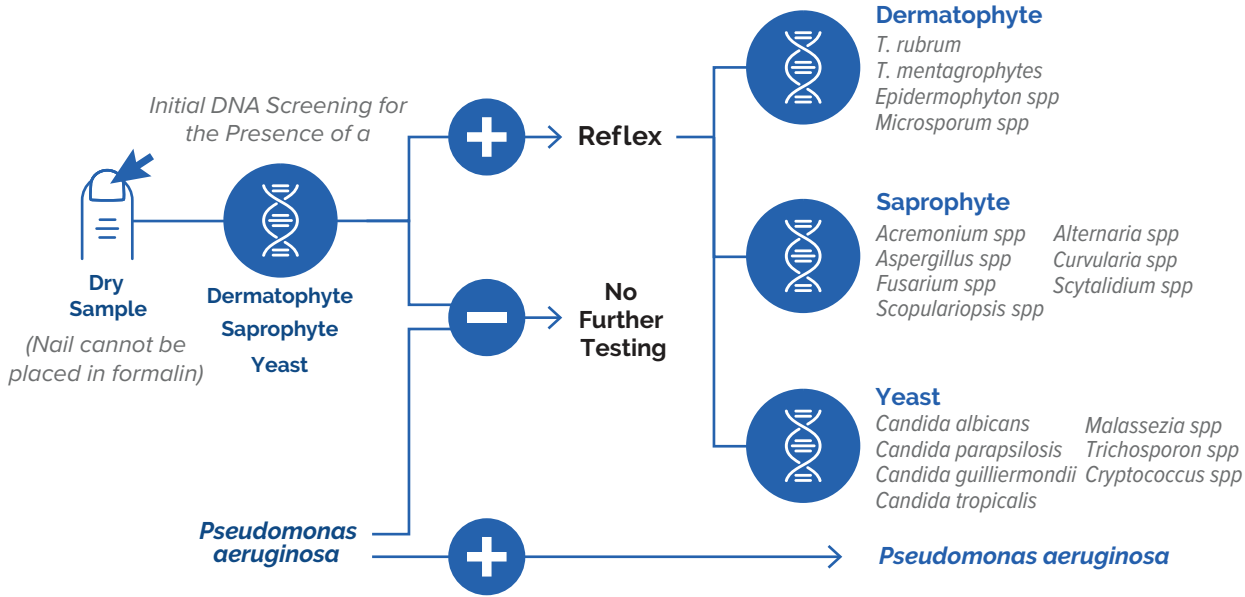 Initial DNA Screening for
the Presence of a
Dry
Sample
(Nail cannot be
placed in formalin)
Dermatophyte
Saprophyte
Yeast
Reflex
No
Further
Testing
Dermatophyte
T. rubrum
T. mentagrophytes
Epidermophyton spp
Microsporum spp
Saprophyte
Acremonium spp
Aspergillus spp
Fusarium spp
Scopulariopsis spp
Alternaria spp
Curvularia spp
Scytalidium spp
Yeast
Candida albicans
Candida parapsilosis
Candida guilliermondii
Candida tropicalis
Malassezia spp
Trichosporon spp
Cryptococcus spp
Pseudomonas
aeruginosa
Pseudomonas aeruginosa